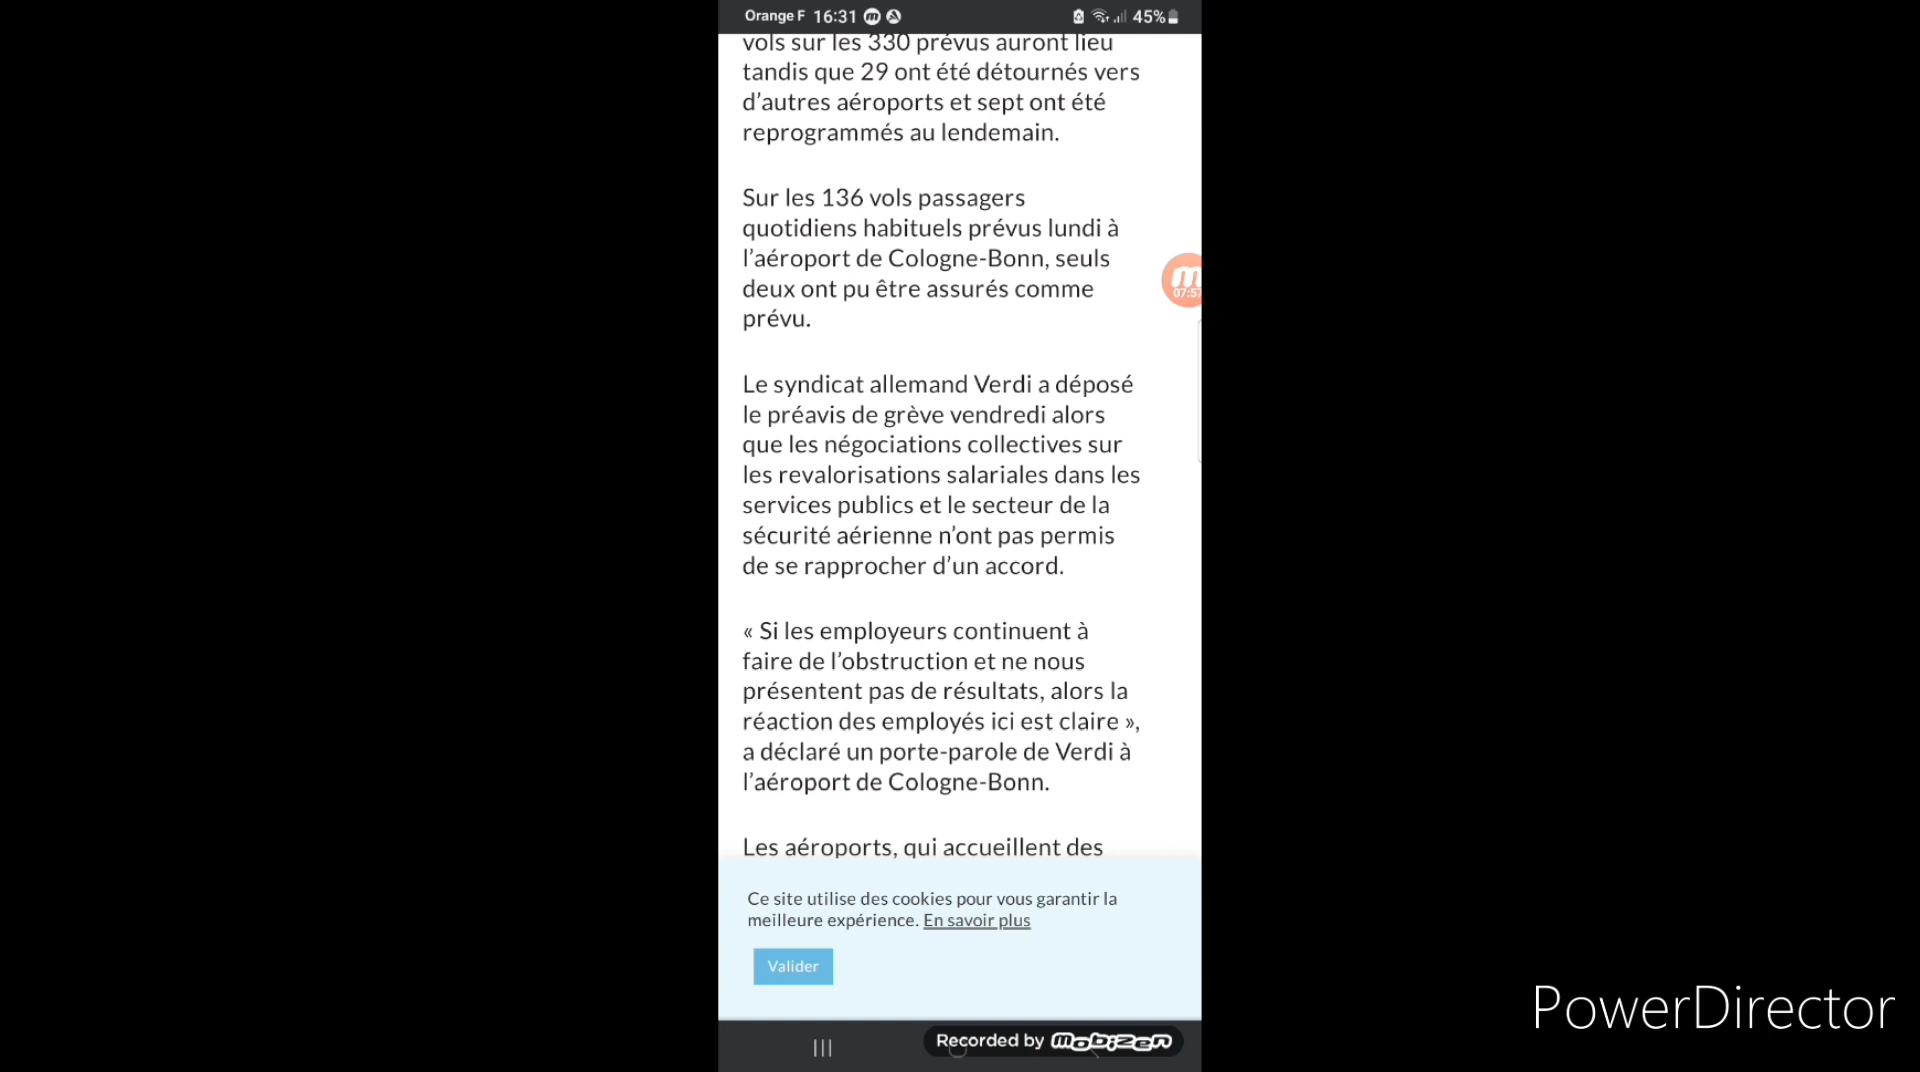 Orange F 16:31 45%
vols sur les 330 prévus auront lieu
tandis que 29 ont été détournés vers
d’autres aéroports et sept ont été
reprogrammés au lendemain.
Sur les 136 vols passagers
quotidiens habituels prévus lundi à
l’aéroport de Cologne-Bonn, seuls
deux ont pu être assurés comme
prévu.
07:57
Le syndicat allemand Verdi a déposé
le préavis de grève vendredi alors
que les négociations collectives sur
les revalorisations salariales dans les
services publics et le secteur de la
sécurité aérienne n’ont pas permis
de se rapprocher d’un accord.
« Si les employeurs continuent à
faire de l’obstruction et ne nous
présentent pas de résultats, alors la
réaction des employés ici est claire »,
a déclaré un porte-parole de Verdi à
l’aéroport de Cologne-Bonn.
Les aéroports, qui accueillent des
Ce site utilise des cookies pour vous garantir la
meilleure expérience. En savoir plus
Valider
Recorded by mobizen
PowerDirector